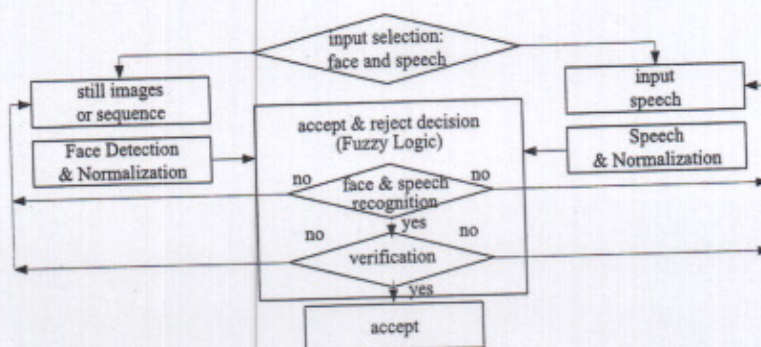 input selection:
face and speech
still images
or sequence
input
speech
accept & reject decision
(Fuzzy Logic)
Face Detection
& Normalization
Speech
& Normalization
no
face & speech
recognition
no
yes
no
verification
no
yes
accept